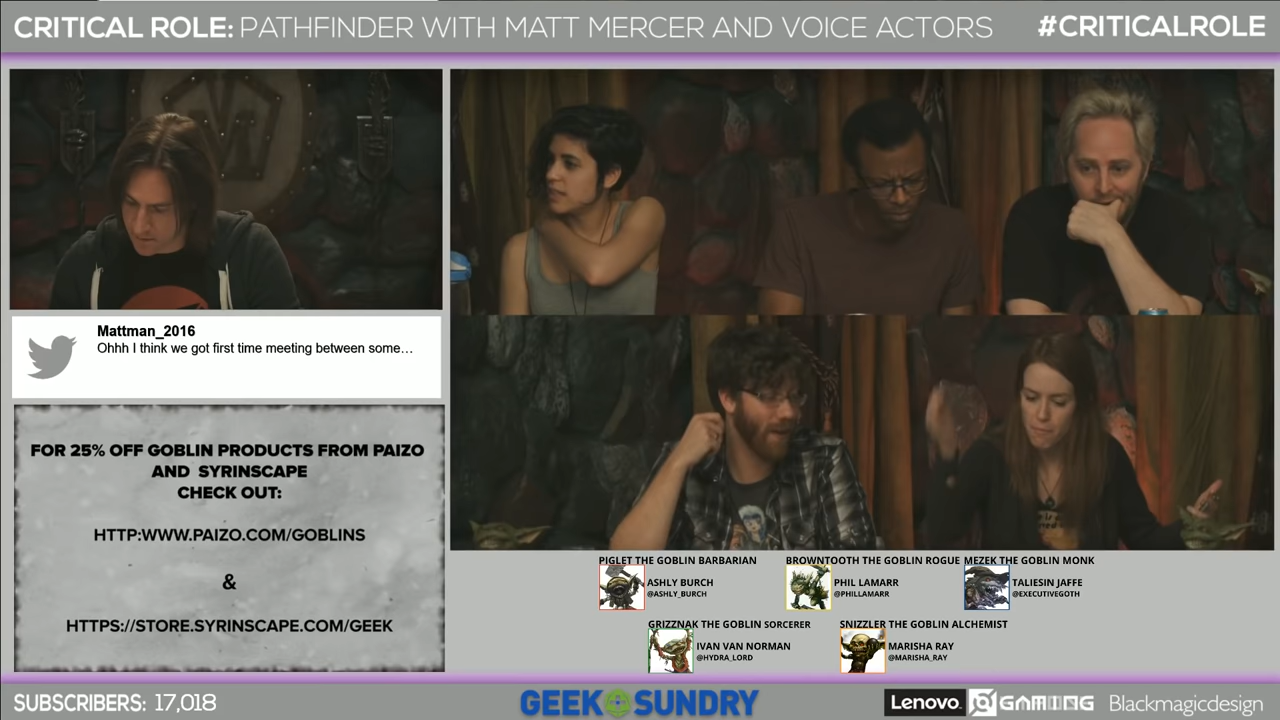 CRITICAL ROLE: PATHFINDER WITH MATT MERCER AND VOICE ACTORS #CRITICALROLE
Mattman_2016
Ohhh I think we got first time meeting between some…
FOR 25% OFF GOBLIN PRODUCTS FROM PAIZO
AND SYRINSCAPE
CHECK OUT:
HTTP:WWW.PAIZO.COM/GOBLINS
&
HTTPS://STORE.SYRINSCAPE.COM/GEEK
PIGLET THE GOBLIN BARBARIAN
ASHLY BURCH
@ASHLY_BURCH
BROWNTOOTH THE GOBLIN ROGUE
PHIL LAMARR
@PHILLAMARR
MEZEK THE GOBLIN MONK
TALIESIN JAFFE
@EXECUTIVEGOTH
GRIZZNAK THE GOBLIN SORCERER
IVAN VAN NORMAN
@HYDRA_LORD
SNIZZLER THE GOBLIN ALCHEMIST
MARISHA RAY
@MARISHA_RAY
SUBSCRIBERS: 17,018
GEEK & SUNDRY
Lenovo.
GAMING
Blackmagicdesign